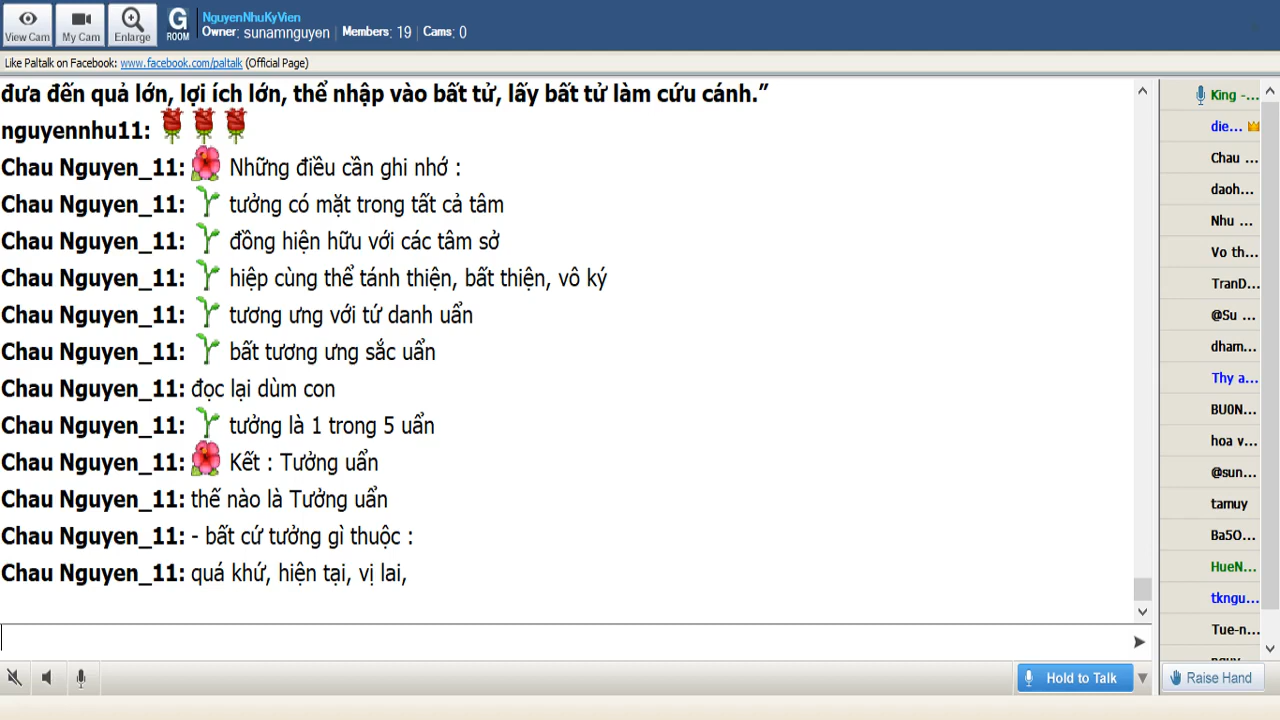 View Cam
My Cam
Enlarge
G
ROOM
NguyenNhuKyVien
Owner: sunamnguyen | Members: 19 | Cams: 0
Like Paltalk on Facebook: www.facebook.com/paltalk (Official Page)
đưa đến quả lớn, lợi ích lớn, thể nhập vào bất tử, lấy bất tử làm cứu cánh.”
nguyennhu11:
Chau Nguyen_11: Những điều cần ghi nhớ :
Chau Nguyen_11: tưởng có mặt trong tất cả tâm
Chau Nguyen_11: đồng hiện hữu với các tâm sở
Chau Nguyen_11: hiệp cùng thể tánh thiện, bất thiện, vô ký
Chau Nguyen_11: tương ưng với tứ danh uẩn
Chau Nguyen_11: bất tương ưng sắc uẩn
Chau Nguyen_11: đọc lại dùm con
Chau Nguyen_11: tưởng là 1 trong 5 uẩn
Chau Nguyen_11: Kết : Tưởng uẩn
Chau Nguyen_11: thế nào là Tưởng uẩn
Chau Nguyen_11: - bất cứ tưởng gì thuộc :
Chau Nguyen_11: quá khứ, hiện tại, vị lai,
King -...
die...
Chau ...
daoh...
Nhu ...
Vo th...
TranD...
@Su ...
dham...
Thy a...
BU0N...
hoa v...
@sun...
tamuy
Ba5O...
HueN...
tkngu...
Tue-n...
Hold to Talk
Raise Hand